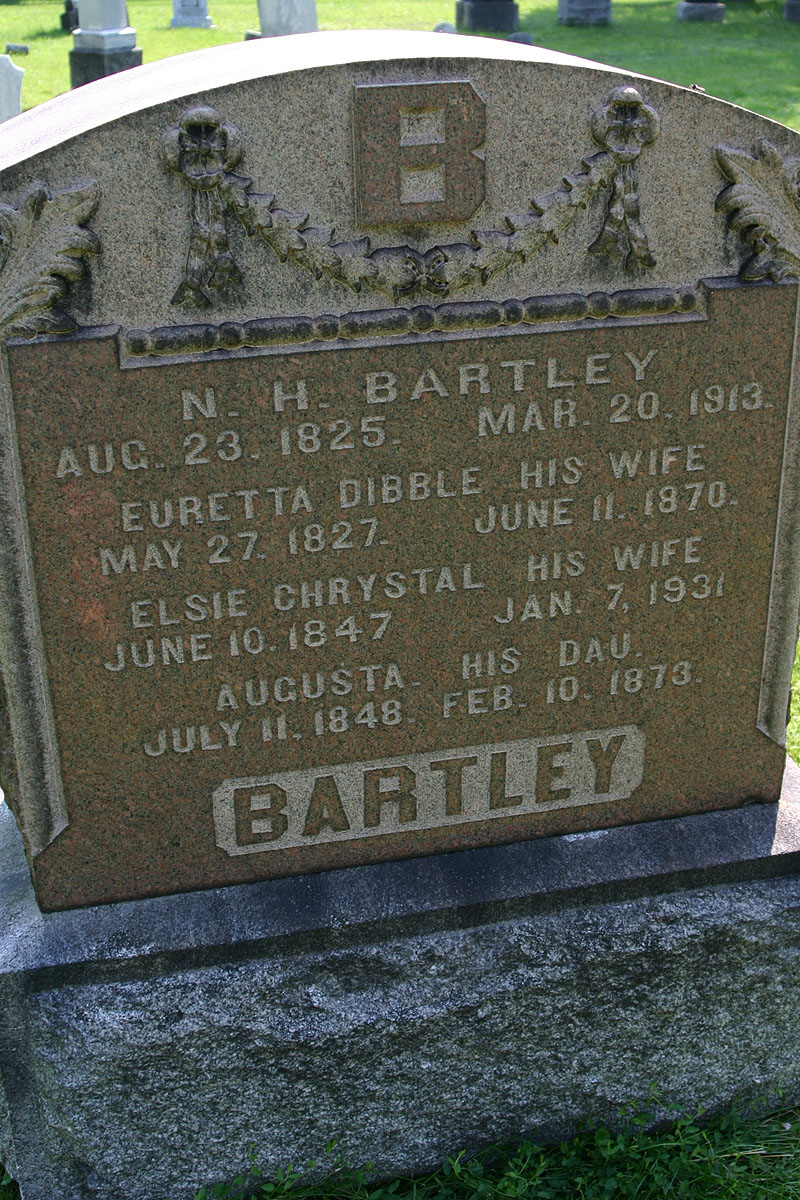 B
N. H. BARTLEY
AUG. 23. 1825. MAR. 20. 1913.
EURETTA DIBBLE HIS WIFE
MAY 27. 1827. JUNE 11. 1870.
ELSIE CHRYSTAL HIS WIFE
JUNE 10. 1847 JAN. 7, 1931
AUGUSTA. HIS DAU.
JULY 11, 1848. FEB. 10. 1873.
BARTLEY